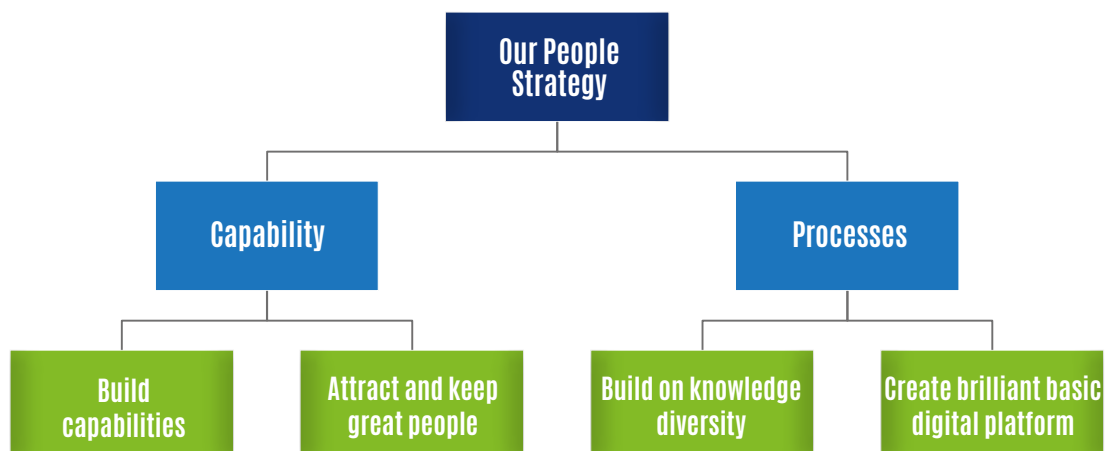 Our People
Strategy
Capability
Processes
Build
capabilities
Attract and keep
great people
Build on knowledge
diversity
Create brilliant basic
digital platform